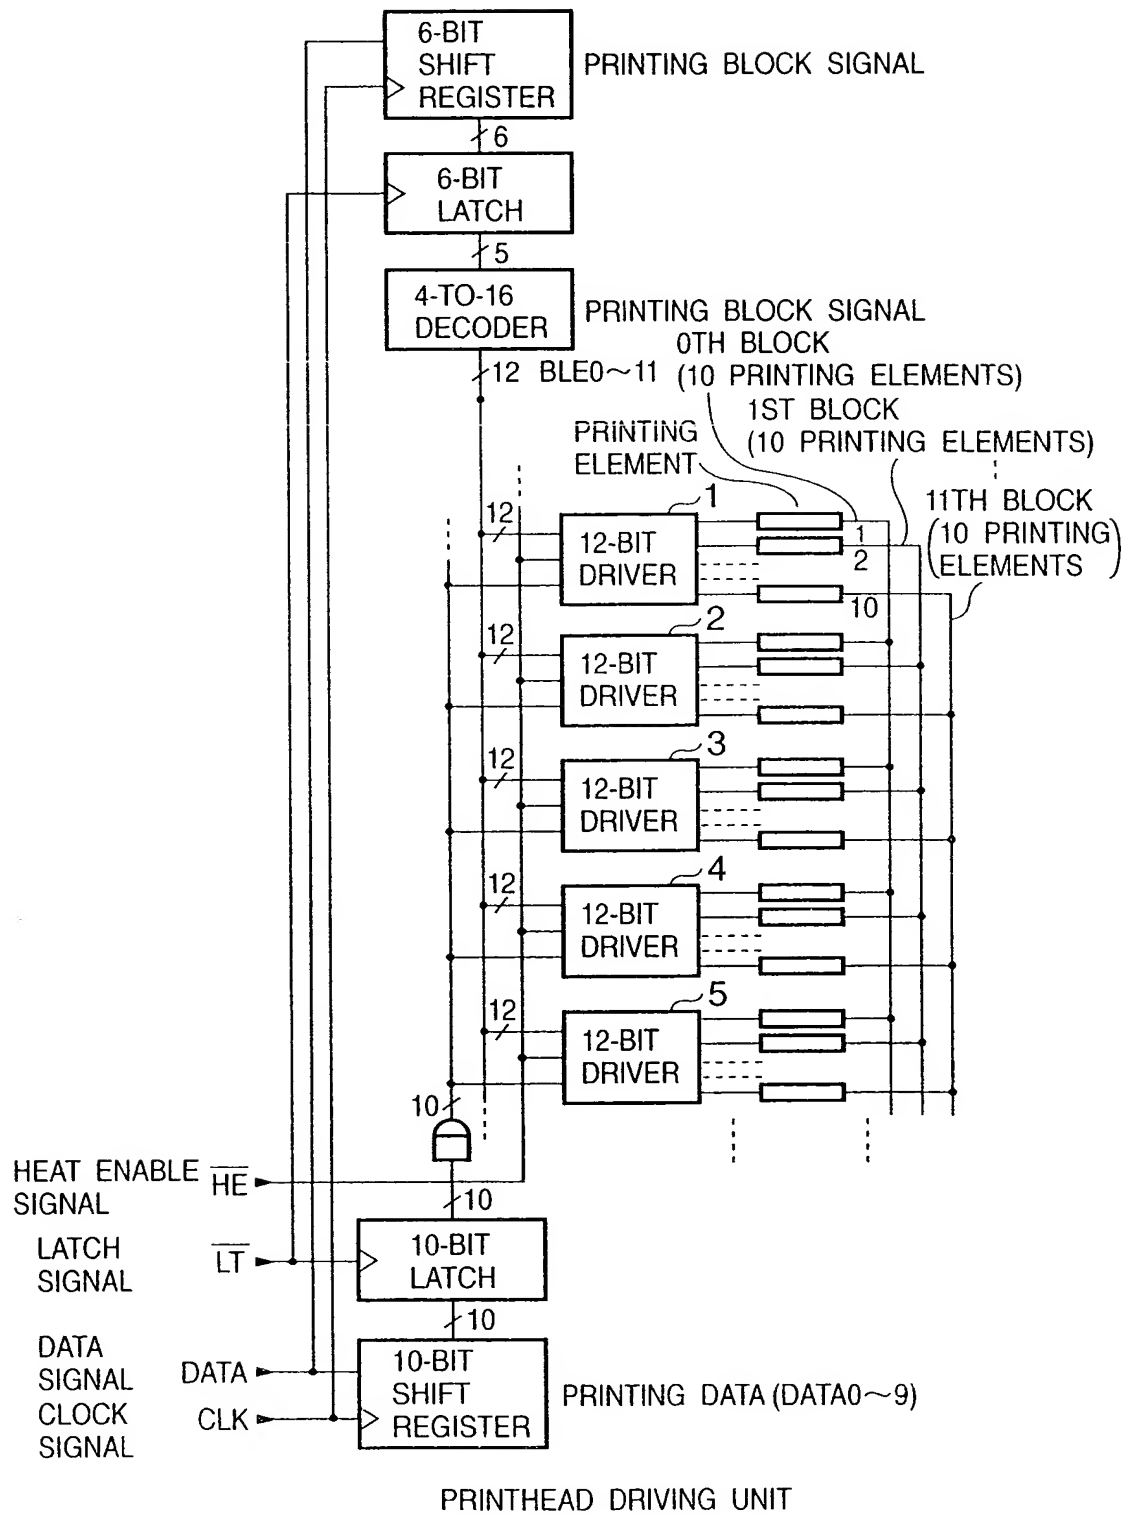 6-BIT
SHIFT
REGISTER
PRINTING BLOCK SIGNAL
6
6-BIT
LATCH
5
4-TO-16
DECODER
PRINTING BLOCK SIGNAL
12 BLE0~11
0TH BLOCK
(10 PRINTING ELEMENTS)
1ST BLOCK
(10 PRINTING ELEMENTS)
11TH BLOCK
(10 PRINTING
ELEMENTS)
PRINTING
ELEMENT
12
12-BIT
DRIVER
1
1
2
10
12
12-BIT
DRIVER
2
12
12-BIT
DRIVER
3
12
12-BIT
DRIVER
4
12
12-BIT
DRIVER
5
10
HEAT ENABLE
SIGNAL
HE
10
LATCH
SIGNAL
LT
10-BIT
LATCH
10
DATA
SIGNAL
DATA
CLOCK
SIGNAL
CLK
10-BIT
SHIFT
REGISTER
PRINTING DATA (DATA0~9)
PRINTHEAD DRIVING UNIT